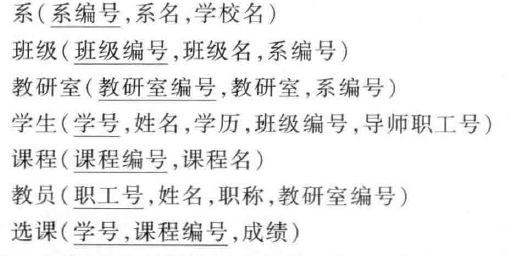 系(系编号,系名,学校名)
班级(班级编号,班级名,系编号)
教研室(教研室编号,教研室,系编号)
学生(学号,姓名,学历,班级编号,导师职工号)
课程(课程编号,课程名)
教员(职工号,姓名,职称,教研室编号)
选课(学号,课程编号,成绩)